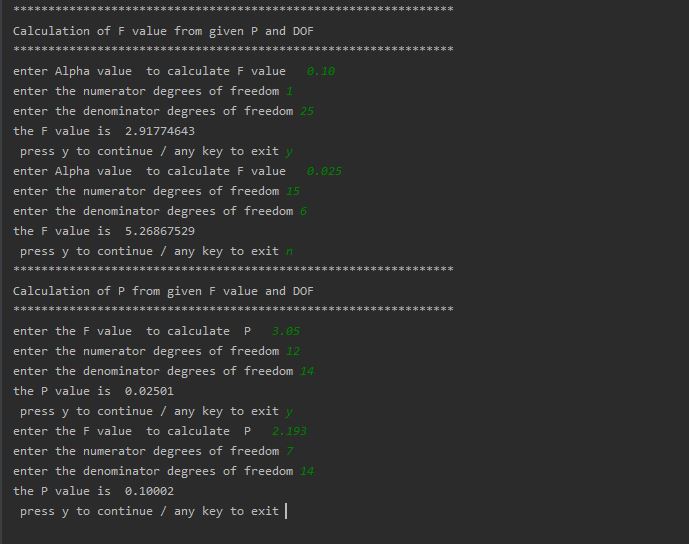 ***************************************************************
Calculation of F value from given P and DOF
***************************************************************
enter Alpha value  to calculate F value   0.10
enter the numerator degrees of freedom 1
enter the denominator degrees of freedom 25
the F value is  2.91774643
 press y to continue / any key to exit y
enter Alpha value  to calculate F value   0.025
enter the numerator degrees of freedom 15
enter the denominator degrees of freedom 6
the F value is  5.26867529
 press y to continue / any key to exit n
***************************************************************
Calculation of P from given F value and DOF
***************************************************************
enter the F value  to calculate  P   3.05
enter the numerator degrees of freedom 12
enter the denominator degrees of freedom 14
the P value is  0.02501
 press y to continue / any key to exit y
enter the F value  to calculate  P   2.193
enter the numerator degrees of freedom 7
enter the denominator degrees of freedom 14
the P value is  0.10002
 press y to continue / any key to exit